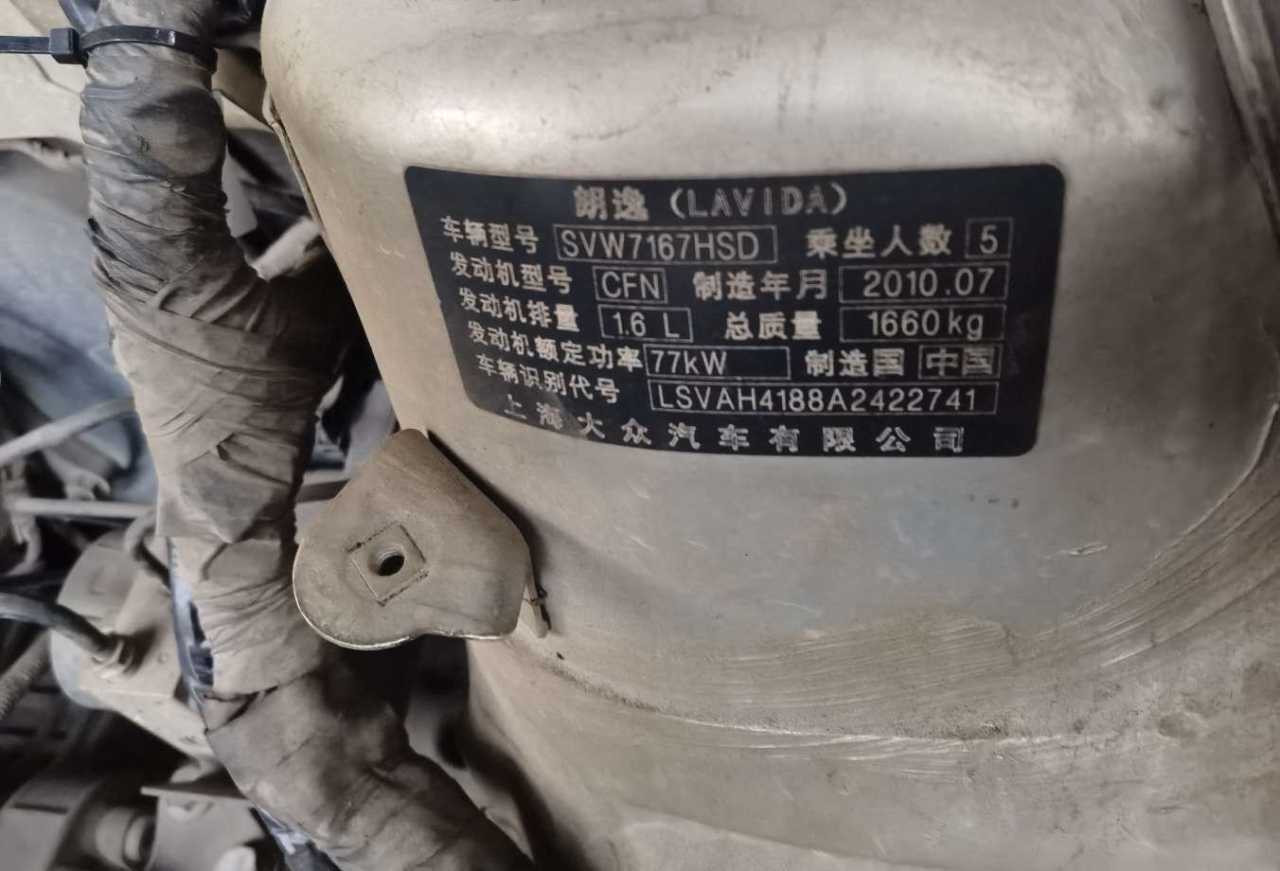 朗逸（LAVIDA）
车辆型号 SVW7167HSD 乘坐人数 5
发动机型号 CFN 制造年月 2010.07
发动机排量 1.6 L 总质量 1660kg
发动机额定功率 77kW 制造国 中国
车辆识别代号 LSVAH4188A2422741
上海大众汽车有限公司